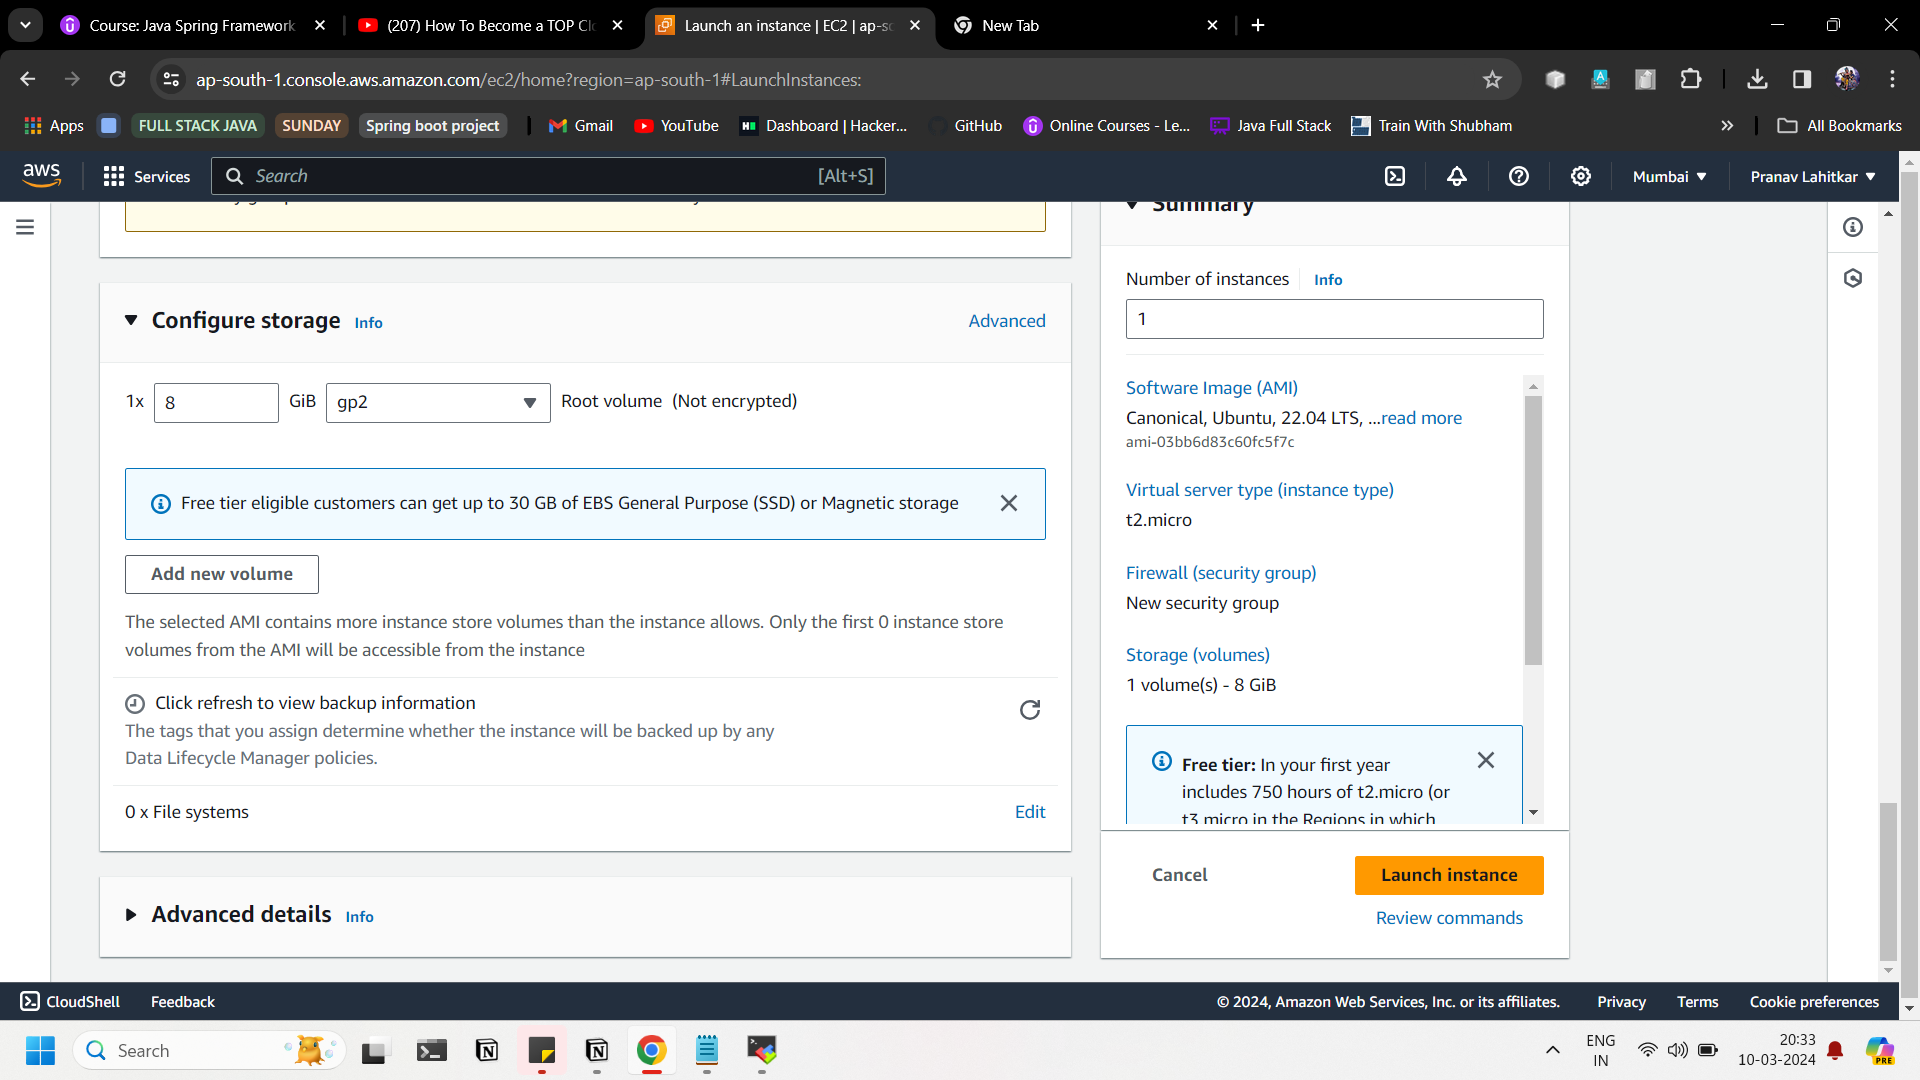 Course: Java Spring Framework
(207) How To Become a TOP Cl
Launch an instance | EC2 | ap-so
New Tab
ap-south-1.console.aws.amazon.com/ec2/home?region=ap-south-1#LaunchInstances:
Apps
FULL STACK JAVA
SUNDAY
Spring boot project
Gmail
YouTube
Dashboard | Hacker...
GitHub
Online Courses - Le...
Java Full Stack
Train With Shubham
All Bookmarks
aws
Services
Search
[Alt+S]
Mumbai
Pranav Lahitkar
Configure storage
Info
Advanced
1x
8
GiB
gp2
Root volume (Not encrypted)
Free tier eligible customers can get up to 30 GB of EBS General Purpose (SSD) or Magnetic storage
Add new volume
The selected AMI contains more instance store volumes than the instance allows. Only the first 0 instance store
volumes from the AMI will be accessible from the instance
Click refresh to view backup information
The tags that you assign determine whether the instance will be backed up by any
Data Lifecycle Manager policies.
0 x File systems
Edit
Advanced details
Info
Summary
Number of instances
Info
1
Software Image (AMI)
Canonical, Ubuntu, 22.04 LTS, ...read more
ami-03bb6d83c60fc5f7c
Virtual server type (instance type)
t2.micro
Firewall (security group)
New security group
Storage (volumes)
1 volume(s) - 8 GiB
Free tier: In your first year
includes 750 hours of t2.micro (or
t3.micro in the Regions in which
Cancel
Launch instance
Review commands
CloudShell
Feedback
© 2024, Amazon Web Services, Inc. or its affiliates.
Privacy
Terms
Cookie preferences
Search
ENG
IN
20:33
10-03-2024
PRE